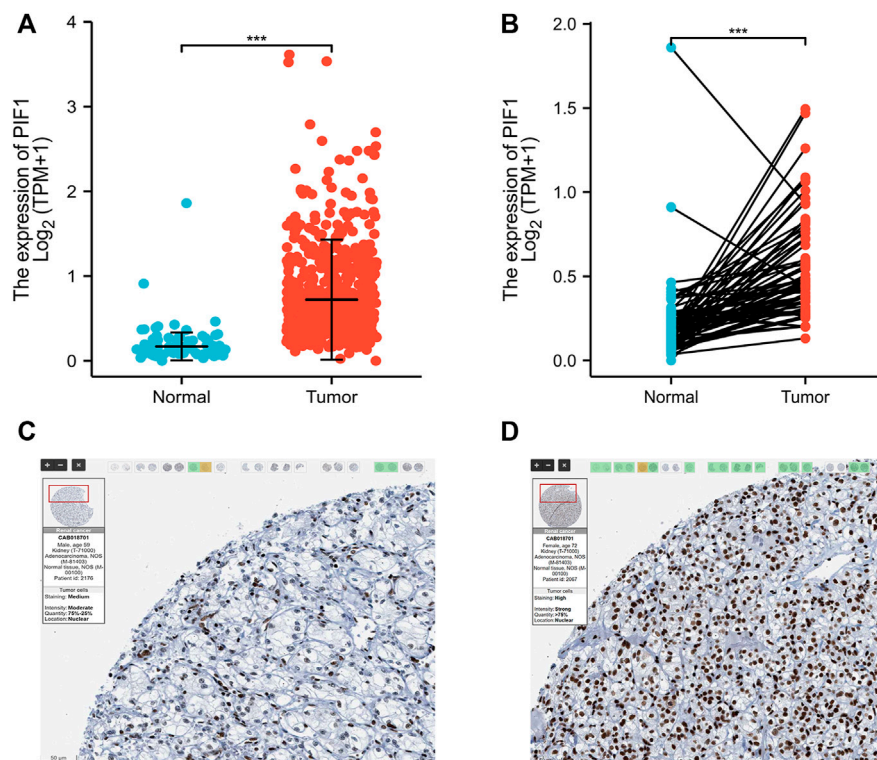 A
The expression of PIF1
Log2 (TPM+1)
4
3
2
1
0
***
Normal
Tumor
B
The expression of PIF1
Log2 (TPM+1)
2.0
1.5
1.0
0.5
0.0
***
Normal
Tumor
C
+ − ×
Renal cancer
CAB018701
Male, age 59
Kidney (T-71000)
Adenocarcinoma, NOS
(M-81403)
Normal tissue, NOS (M-
00100)
Patient id: 2176
Tumor cells
Staining: Medium
Intensity: Moderate
Quantity: 75%-25%
Location: Nuclear
50 µm
D
+ − ×
Renal cancer
CAB018701
Female, age 72
Kidney (T-71000)
Adenocarcinoma, NOS
(M-81403)
Normal tissue, NOS (M-
00100)
Patient id: 2067
Tumor cells
Staining: High
Intensity: Strong
Quantity: >75%
Location: Nuclear